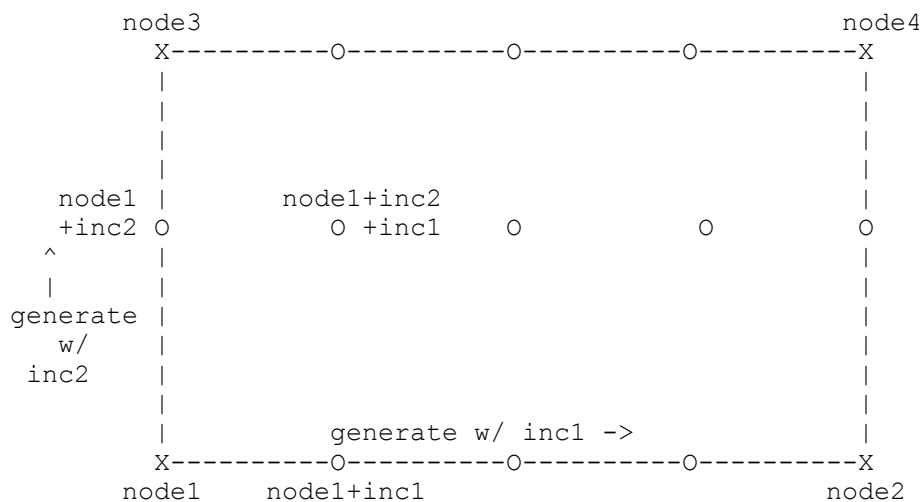 node3 node4
X----------O----------O----------O----------X
| |
| |
| |
| |
node1 | node1+inc2 |
+inc2 O O +inc1 O O O
^ | |
| | |
generate | |
w/ | |
inc2 | |
| |
| generate w/ inc1 -> |
X----------O----------O----------O----------X
node1 node1+inc1 node2